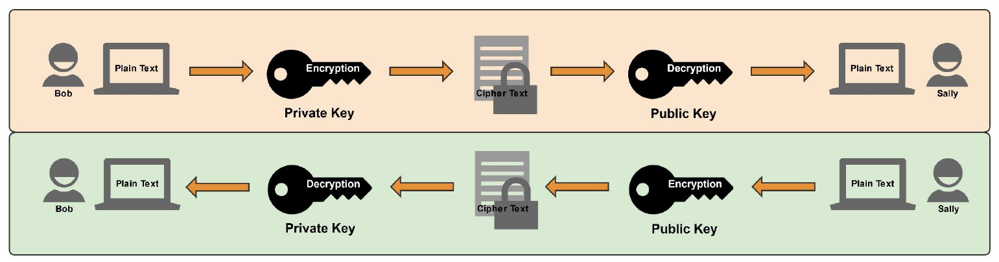 Bob
Plain Text
Encryption
Private Key
Cipher Text
Decryption
Public Key
Plain Text
Sally
Bob
Plain Text
Decryption
Private Key
Cipher Text
Encryption
Public Key
Plain Text
Sally